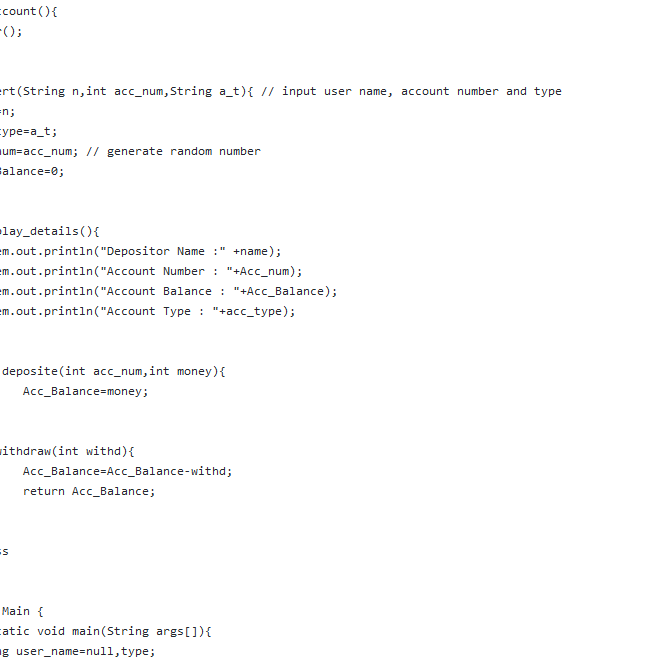 count(){
();
ert(String n,int acc_num,String a_t){ // input user name, account number and type
=n;
type=a_t;
num=acc_num; // generate random number
Balance=0;
play_details(){
em.out.println("Depositor Name :" +name);
em.out.println("Account Number : "+Acc_num);
em.out.println("Account Balance : "+Acc_Balance);
em.out.println("Account Type : "+acc_type);
deposite(int acc_num,int money){
Acc_Balance=money;
withdraw(int withd){
Acc_Balance=Acc_Balance-withd;
return Acc_Balance;
ss
Main {
tatic void main(String args[]){
ng user_name=null,type;